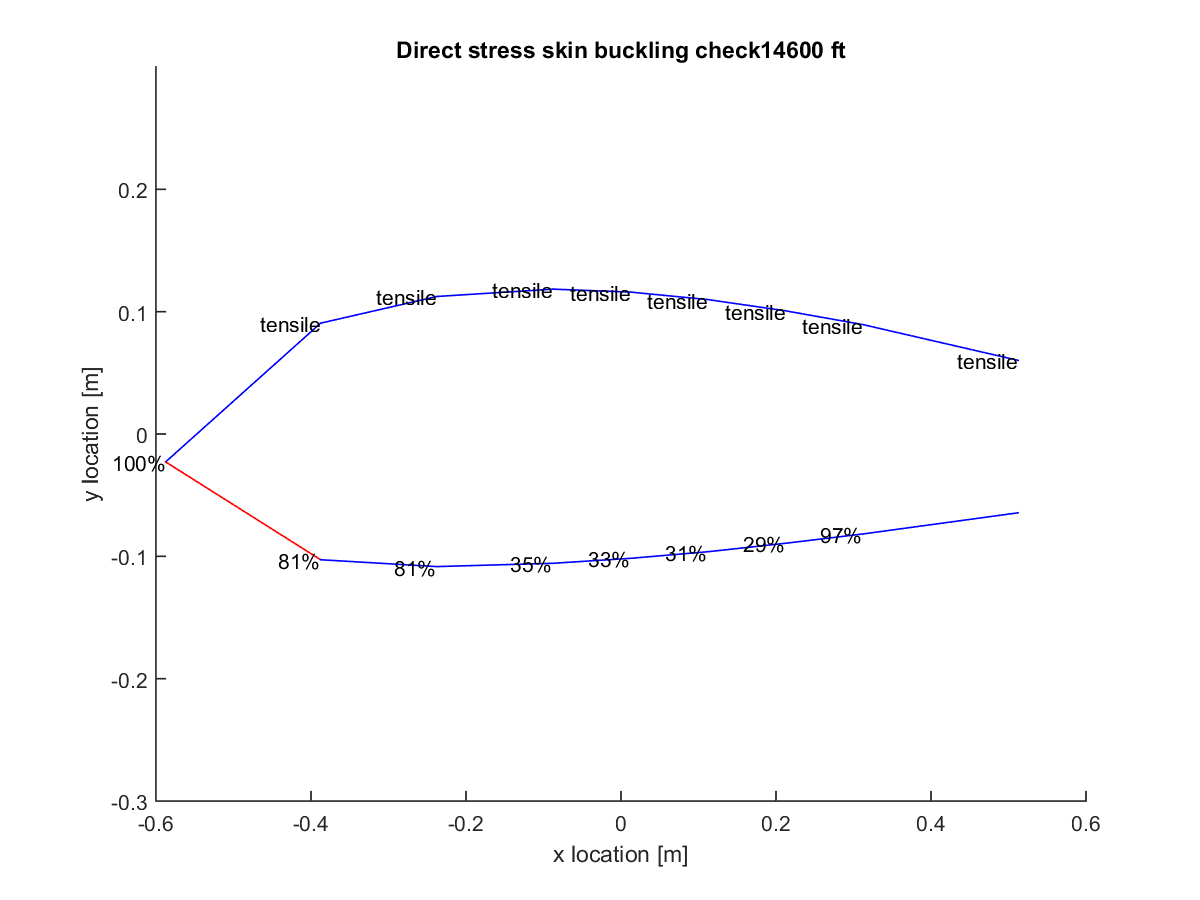 Direct stress skin buckling check14600 ft
0.2
0.1
0
-0.1
-0.2
-0.3
y location [m]
tensile
tensile
tensile
tensile
tensile
tensile
tensile
tensile
100%
81%
81%
35%
33%
31%
29%
97%
-0.6
-0.4
-0.2
0
0.2
0.4
0.6
x location [m]